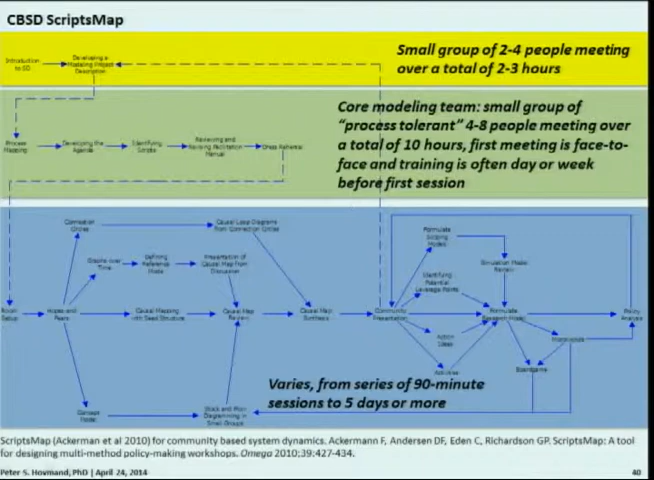 CBSD ScriptsMap
Small group of 2-4 people meeting
over a total of 2-3 hours
Introduction
to SD
Developing a
Modeling Project
Description
Core modeling team: small group of
“process tolerant” 4-8 people meeting over
a total of 10 hours, first meeting is face-to-
face and training is often day or week
before first session
Process
Mapping
Developing the
Agenda
Identifying
Scripts
Reviewing and
Revising Facilitation
Manual
Dress Rehersal
Connection
Circles
Causal Loop Diagrams
from Connection Circles
Graphs over
Time
Defining
Reference
Mode
Presentation of
Causal Map from
Discussion
Room
Setup
Hopes and
Fears
Causal Mapping
with Seed Structure
Causal Map
Review
Causal Map
Synthesis
Community
Presentation
Formulate
Models
Simulation Model
Review
Identifying
Potential
Leverage Points
Formulate
Research Model
Policy
Analysis
Action
Ideas
Boardgame
Concept
Model
Stock and Flow
Diagramming in
Small Groups
Varies, from series of 90-minute
sessions to 5 days or more
ScriptsMap (Ackerman et al 2010) for community based system dynamics. Ackermann F, Andersen DF, Eden C, Richardson GP. ScriptsMap: A tool
for designing multi-method policy-making workshops. Omega 2010;39:427-434.
Peter S. Hovmand, PhD | April 24, 2014
40